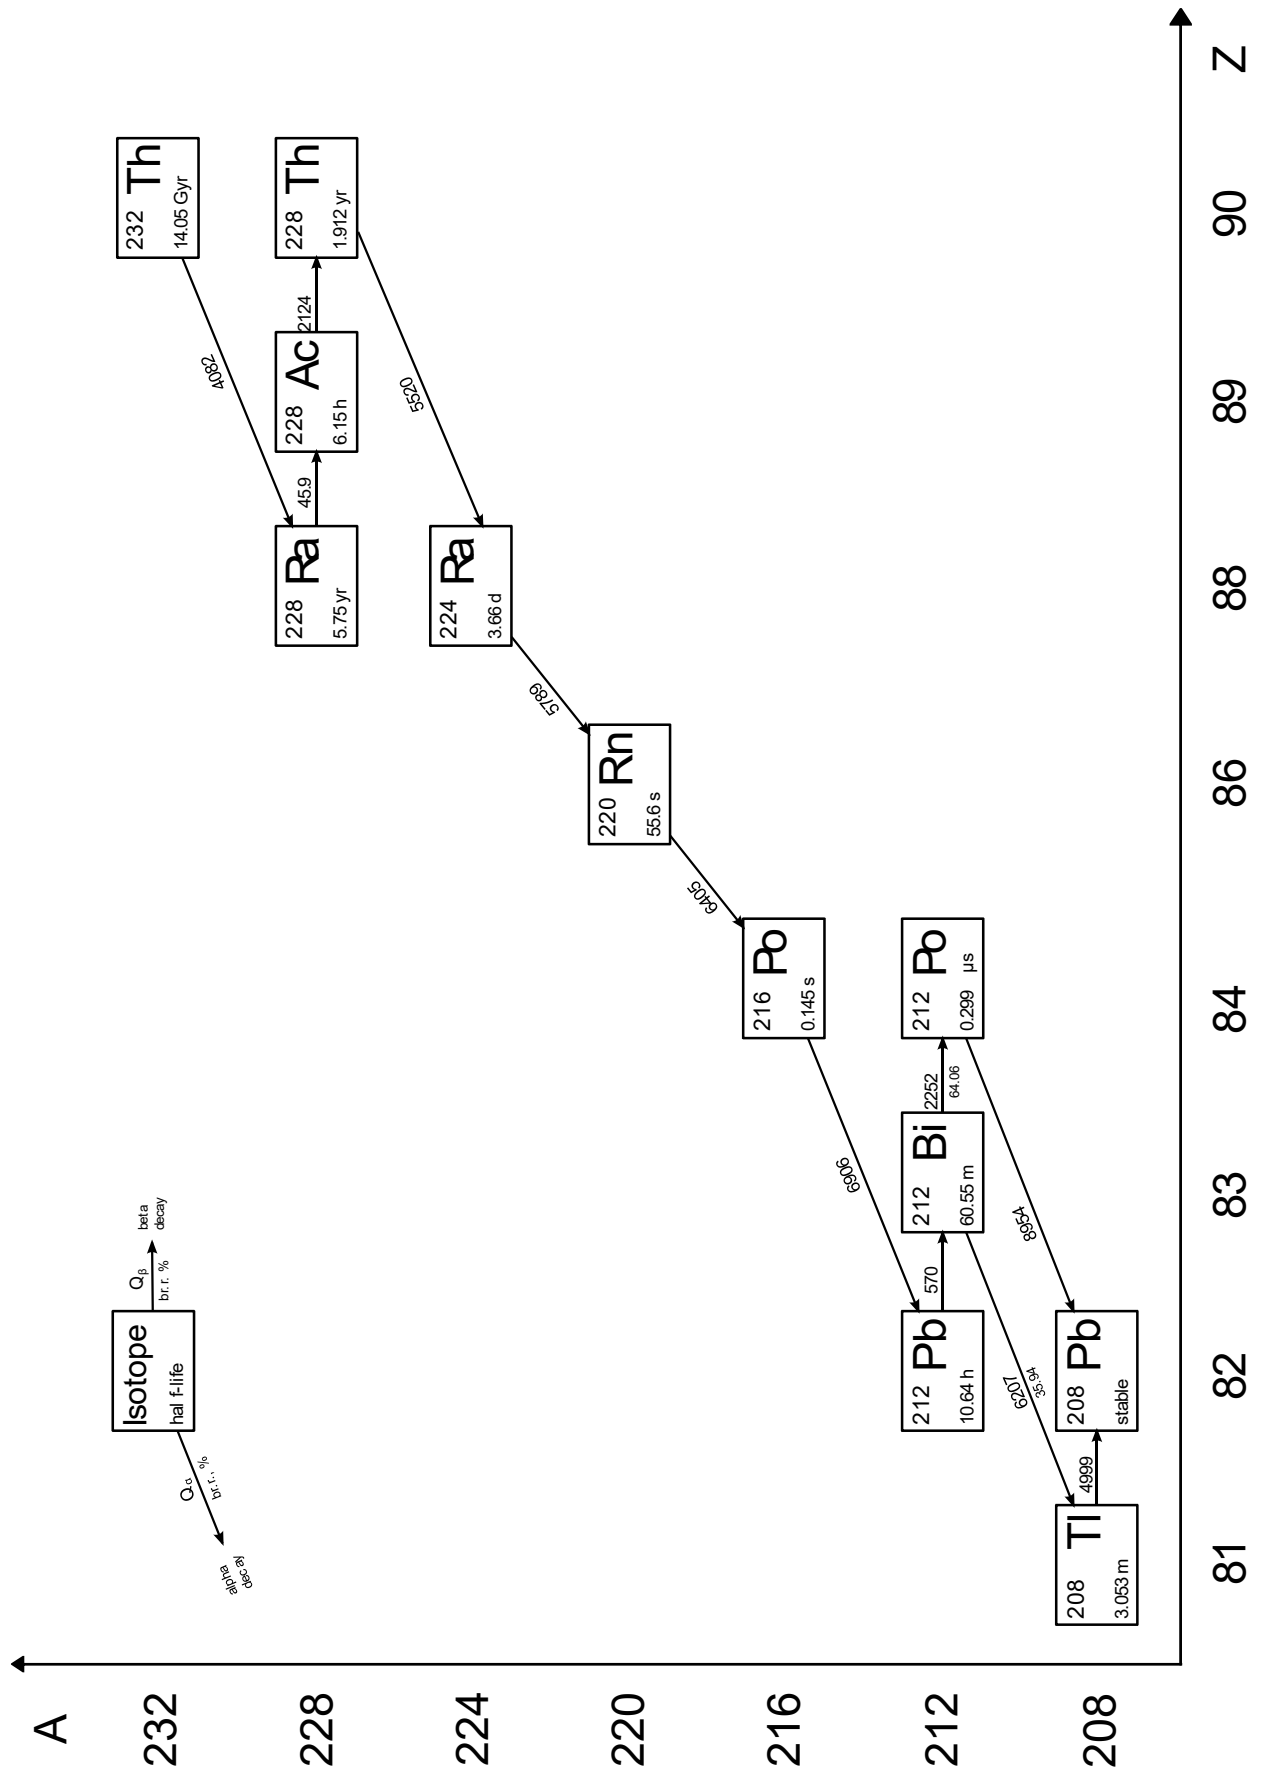 A
232
228
224
220
216
212
208
81
82
83
84
86
88
89
90
Z
Isotope
hal f-life
Qβ
br.r. %
beta
decay
Qα
br.r., %
alpha
decay
232 Th
14.05 Gyr
4082
228 Ra
5.75 yr
45.9
228 Ac
6.15 h
2124
228 Th
1.912 yr
5520
224 Ra
3.66 d
5789
220 Rn
55.6 s
6405
216 Po
0.145 s
6906
212 Pb
10.64 h
570
212 Bi
60.55 m
2252
64.06
212 Po
0.299 µs
6207
35.94
8954
208 Tl
3.053 m
4999
208 Pb
stable